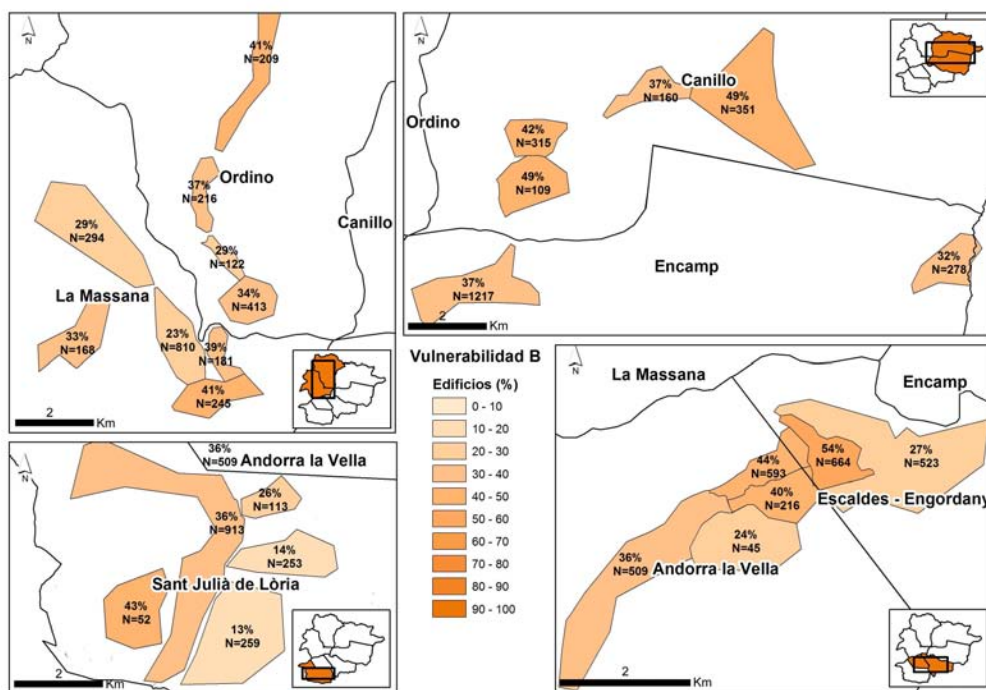 N
41%
N=209
37%
Ordino
N=216
Canillo
29%
N=294
29%
N=122
34%
N=413
La Massana
33%
N=168
23%
N=810
39%
N=181
41%
N=245
2
Km
N
Canillo
37%
N=160
49%
N=351
Ordino
42%
N=315
49%
N=109
Encamp
32%
N=278
37%
N=1217
2
Km
N
36%
N=509
Andorra la Vella
26%
N=113
36%
N=913
14%
N=253
Sant Julià de Lòria
43%
N=52
13%
N=259
2
Km
Vulnerabilidad B
Edificios (%)
0 - 10
10 - 20
20 - 30
30 - 40
40 - 50
50 - 60
60 - 70
70 - 80
80 - 90
90 - 100
N
La Massana
Encamp
54%
N=664
27%
N=523
44%
N=593
40%
N=216
Escaldes - Engordany
24%
N=45
36%
N=509
Andorra la Vella
2
Km